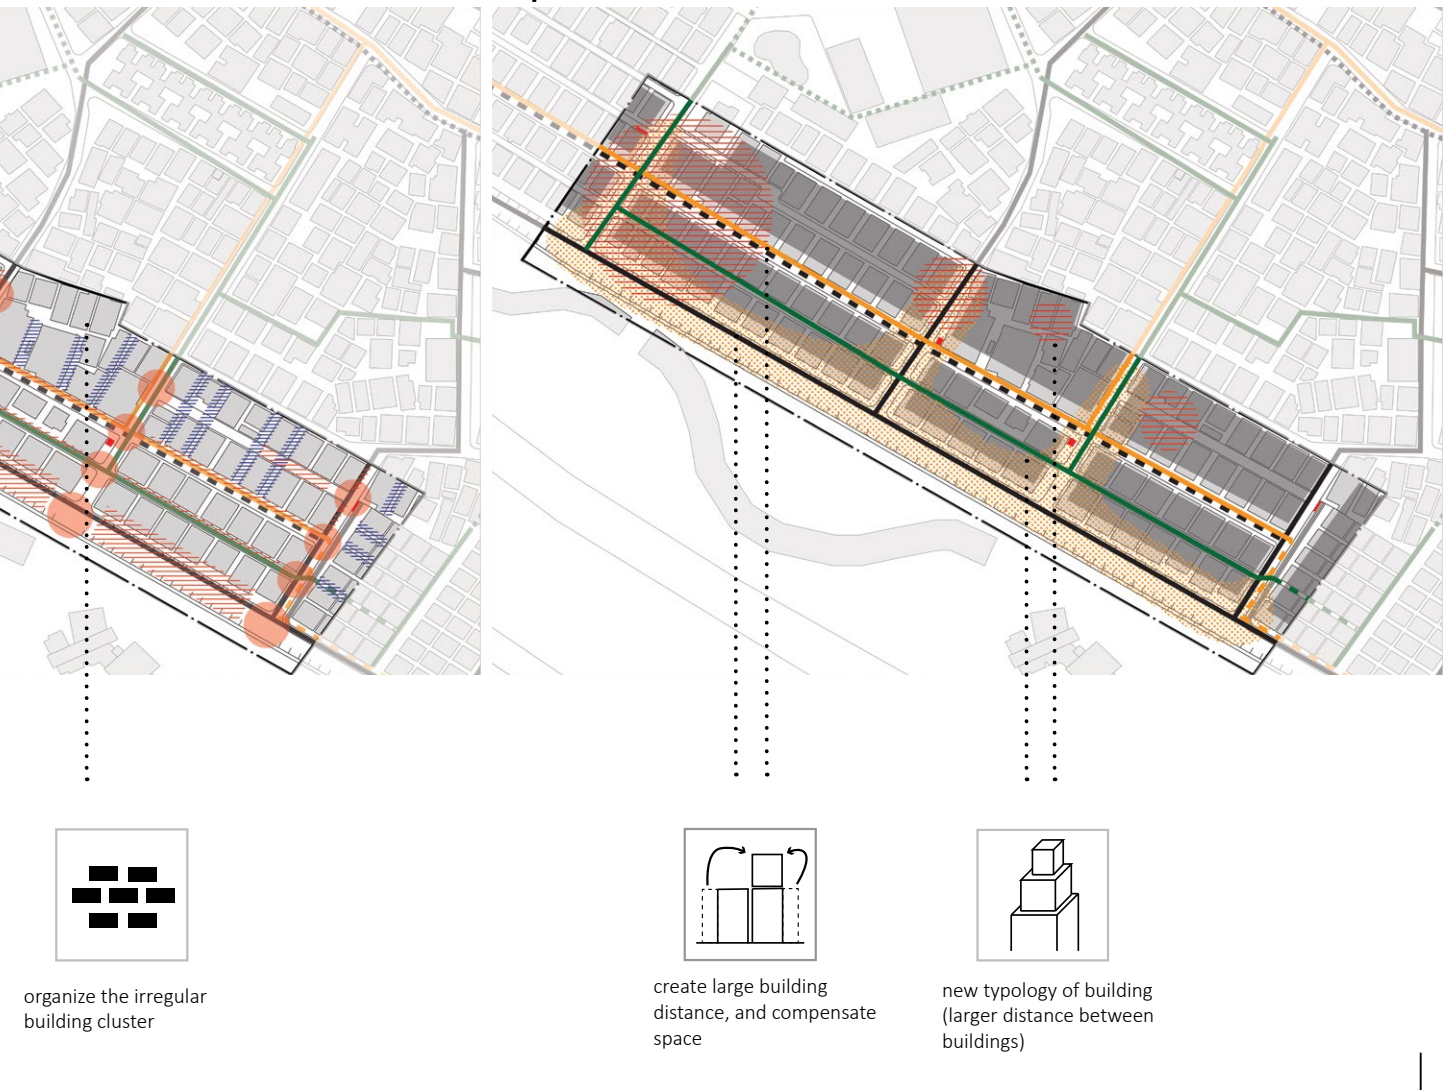 organize the irregular
building cluster
create large building
distance, and compensate
space
new typology of building
(larger distance between
buildings)